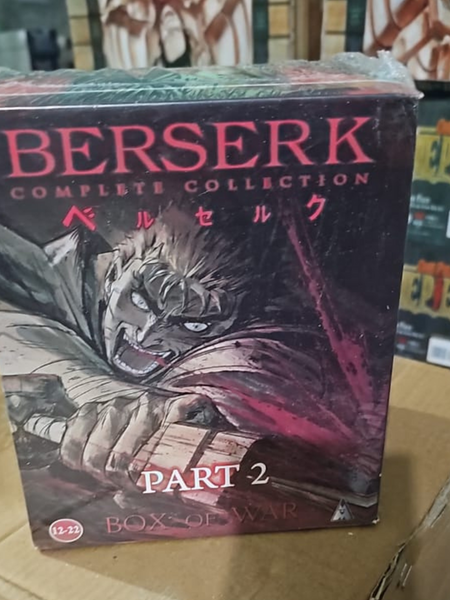 BERSERK
COMPLETE COLLECTION
ベルセルク
PART 2
BOX OF WAR
12-22